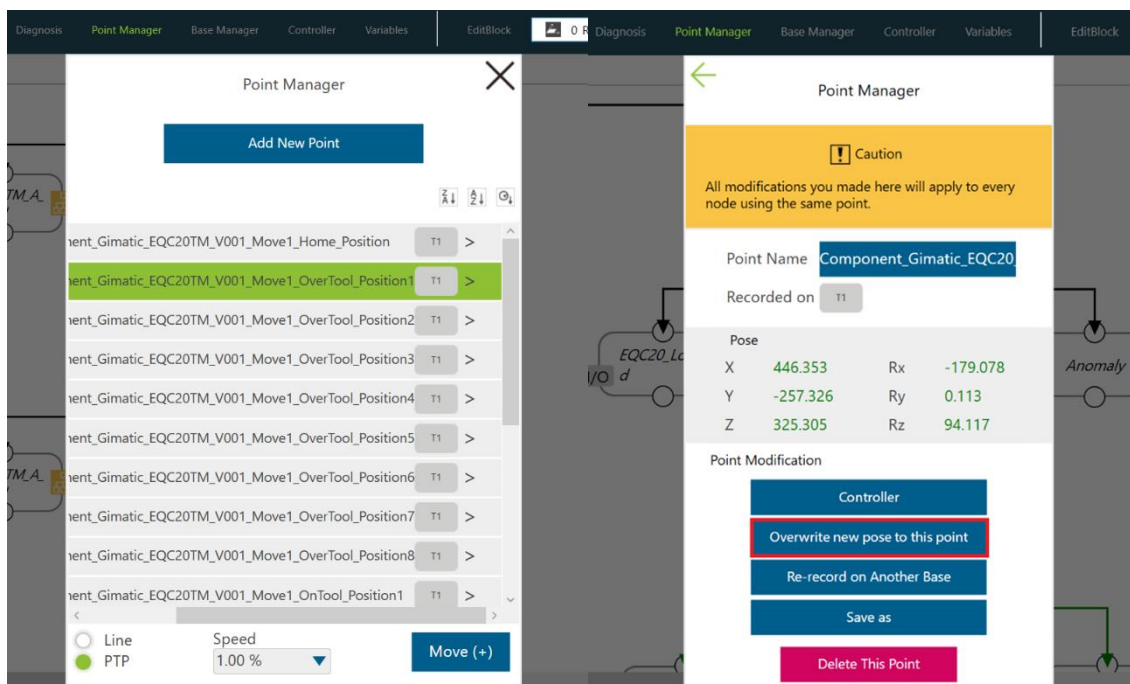 Diagnosis Point Manager Base Manager Controller Variables EditBlock 0 R
Point Manager
Add New Point
nent_Gimatic_EQC20TM_V001_Move1_Home_Position T1 >
nent_Gimatic_EQC20TM_V001_Move1_OverTool_Position1 T1 >
nent_Gimatic_EQC20TM_V001_Move1_OverTool_Position2 T1 >
nent_Gimatic_EQC20TM_V001_Move1_OverTool_Position3 T1 >
nent_Gimatic_EQC20TM_V001_Move1_OverTool_Position4 T1 >
nent_Gimatic_EQC20TM_V001_Move1_OverTool_Position5 T1 >
nent_Gimatic_EQC20TM_V001_Move1_OverTool_Position6 T1 >
nent_Gimatic_EQC20TM_V001_Move1_OverTool_Position7 T1 >
nent_Gimatic_EQC20TM_V001_Move1_OverTool_Position8 T1 >
nent_Gimatic_EQC20TM_V001_Move1_OnTool_Position1 T1 >
Line
PTP
Speed
1.00 %
Move (+)
TM_A_
TM_A_
Diagnosis Point Manager Base Manager Controller Variables EditBlock
Point Manager
Caution
All modifications you made here will apply to every
node using the same point.
Point Name Component_Gimatic_EQC20_
Recorded on T1
Pose
X 446.353 Rx -179.078
Y -257.326 Ry 0.113
Z 325.305 Rz 94.117
Point Modification
Controller
Overwrite new pose to this point
Re-record on Another Base
Save as
Delete This Point
EQC20_Lo
I/O d
Anomaly